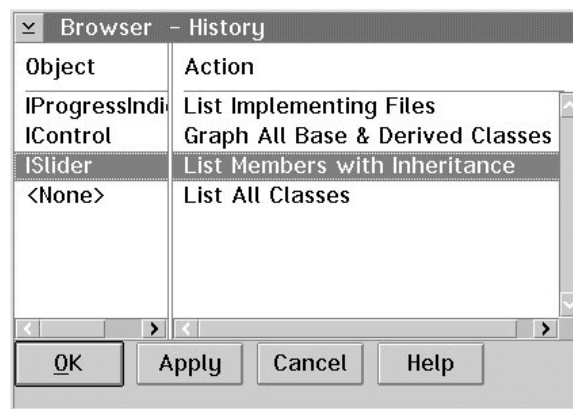 Browser - History
Object Action
IProgressIndi List Implementing Files
IControl Graph All Base & Derived Classes
ISlider List Members with Inheritance
<None> List All Classes
OK Apply Cancel Help